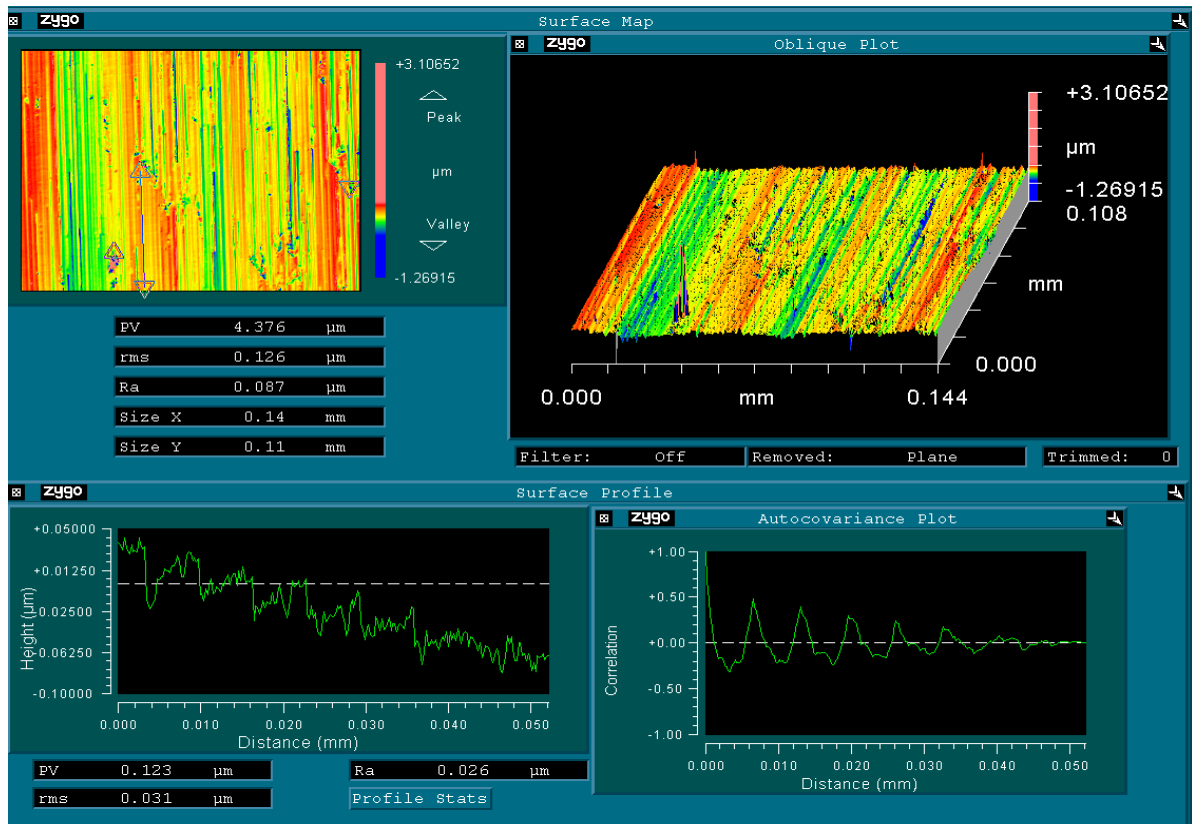 zygo Surface Map
+3.10652
Peak
µm
Valley
-1.26915
PV 4.376 µm
rms 0.126 µm
Ra 0.087 µm
Size X 0.14 mm
Size Y 0.11 mm
zygo Oblique Plot
+3.10652
µm
-1.26915
0.108
mm
0.000
0.000 mm 0.144
Filter: Off Removed: Plane Trimmed: 0
zygo Surface Profile
+0.05000
+0.01250
-0.02500
-0.06250
-0.10000
Height (µm)
0.000 0.010 0.020 0.030 0.040 0.050
Distance (mm)
PV 0.123 µm Ra 0.026 µm
rms 0.031 µm Profile Stats
zygo Autocovariance Plot
+1.00
+0.50
+0.00
-0.50
-1.00
Correlation
0.000 0.010 0.020 0.030 0.040 0.050
Distance (mm)